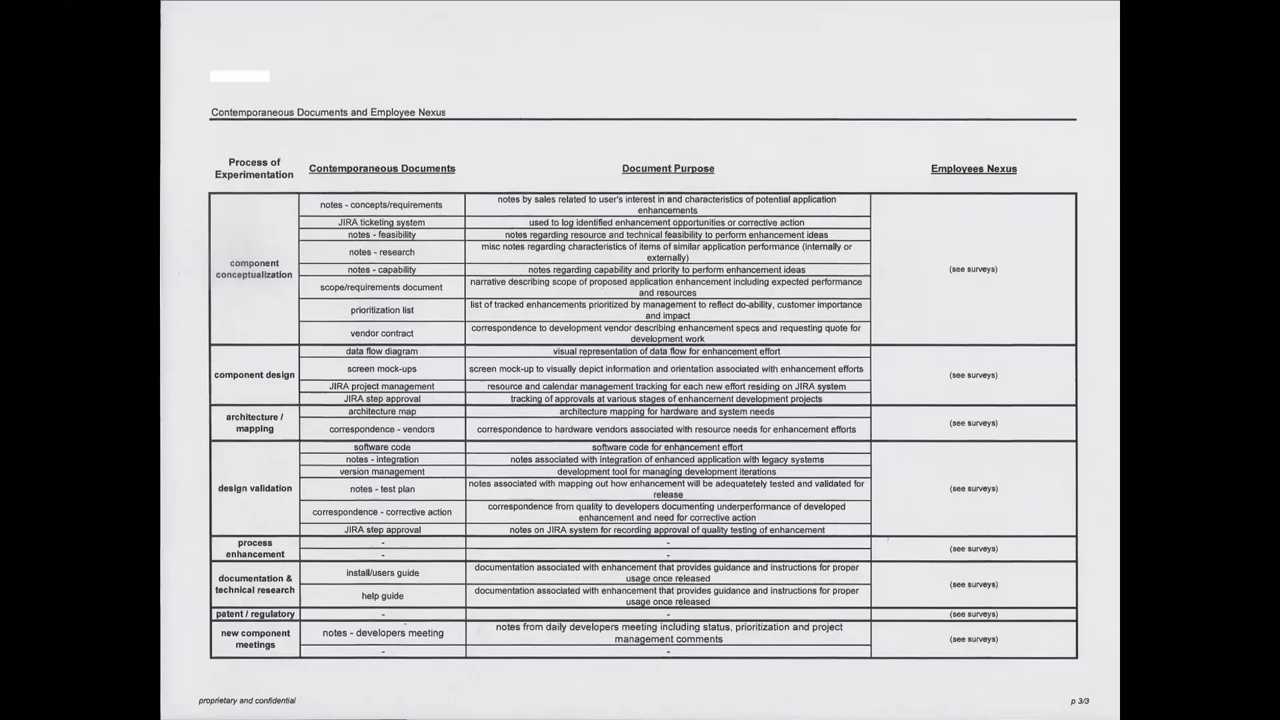 Contemporaneous Documents and Employee Nexus
Process of
Experimentation
Contemporaneous Documents
Document Purpose
Employees Nexus
component
conceptualization
notes - concepts/requirements
notes by sales related to user's interest in and characteristics of potential application
enhancements
(see surveys)
JIRA ticketing system
used to log identified enhancement opportunities or corrective action
notes - feasibility
notes regarding resource and technical feasibility to perform enhancement ideas
notes - research
misc notes regarding characteristics of items of similar application performance (internally or
externally)
notes - capability
notes regarding capability and priority to perform enhancement ideas
scope/requirements document
narrative describing scope of proposed application enhancement including expected performance
and resources
prioritization list
list of tracked enhancements prioritized by management to reflect do-ability, customer importance
and impact
vendor contract
correspondence to development vendor describing enhancement specs and requesting quote for
development work
component design
data flow diagram
visual representation of data flow for enhancement effort
(see surveys)
screen mock-ups
screen mock-up to visually depict information and orientation associated with enhancement efforts
JIRA project management
resource and calendar management tracking for each new effort residing on JIRA system
JIRA step approval
tracking of approvals at various stages of enhancement development projects
architecture /
mapping
architecture map
architecture mapping for hardware and system needs
(see surveys)
correspondence - vendors
correspondence to hardware vendors associated with resource needs for enhancement efforts
design validation
software code
software code for enhancement effort
(see surveys)
notes - integration
notes associated with integration of enhanced application with legacy systems
version management
development tool for managing development iterations
notes - test plan
notes associated with mapping out how enhancement will be adequatetely tested and validated for
release
correspondence - corrective action
correspondence from quality to developers documenting underperformance of developed
enhancement and need for corrective action
JIRA step approval
notes on JIRA system for recording approval of quality testing of enhancement
process
enhancement
-
-
(see surveys)
-
-
documentation &
technical research
install/users guide
documentation associated with enhancement that provides guidance and instructions for proper
usage once released
(see surveys)
help guide
documentation associated with enhancement that provides guidance and instructions for proper
usage once released
patent / regulatory
-
-
(see surveys)
new component
meetings
notes - developers meeting
notes from daily developers meeting including status, prioritization and project
management comments
(see surveys)
-
-
proprietary and confidential
p 3/3